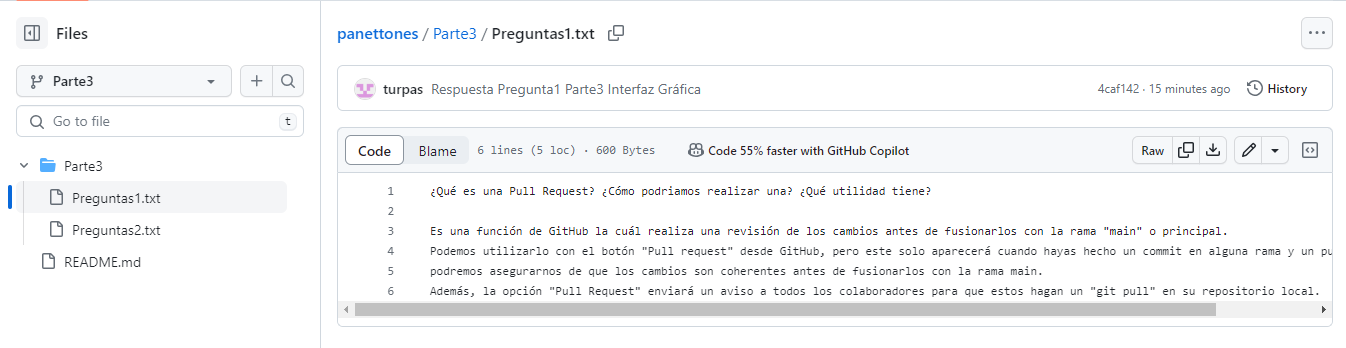 Files
panettones / Parte3 / Preguntas1.txt
Parte3
turpas Respuesta Pregunta1 Parte3 Interfaz Gráfica 4caf142 · 15 minutes ago History
Go to file t
Code Blame 6 lines (5 loc) · 600 Bytes Code 55% faster with GitHub Copilot Raw
Parte3
Preguntas1.txt
Preguntas2.txt
README.md
1 ¿Qué es una Pull Request? ¿Cómo podriamos realizar una? ¿Qué utilidad tiene?
2
3 Es una función de GitHub la cuál realiza una revisión de los cambios antes de fusionarlos con la rama "main" o principal.
4 Podemos utilizarlo con el botón "Pull request" desde GitHub, pero este solo aparecerá cuando hayas hecho un commit en alguna rama y un pu
5 podremos asegurarnos de que los cambios son coherentes antes de fusionarlos con la rama main.
6 Además, la opción "Pull Request" enviará un aviso a todos los colaboradores para que estos hagan un "git pull" en su repositorio local.